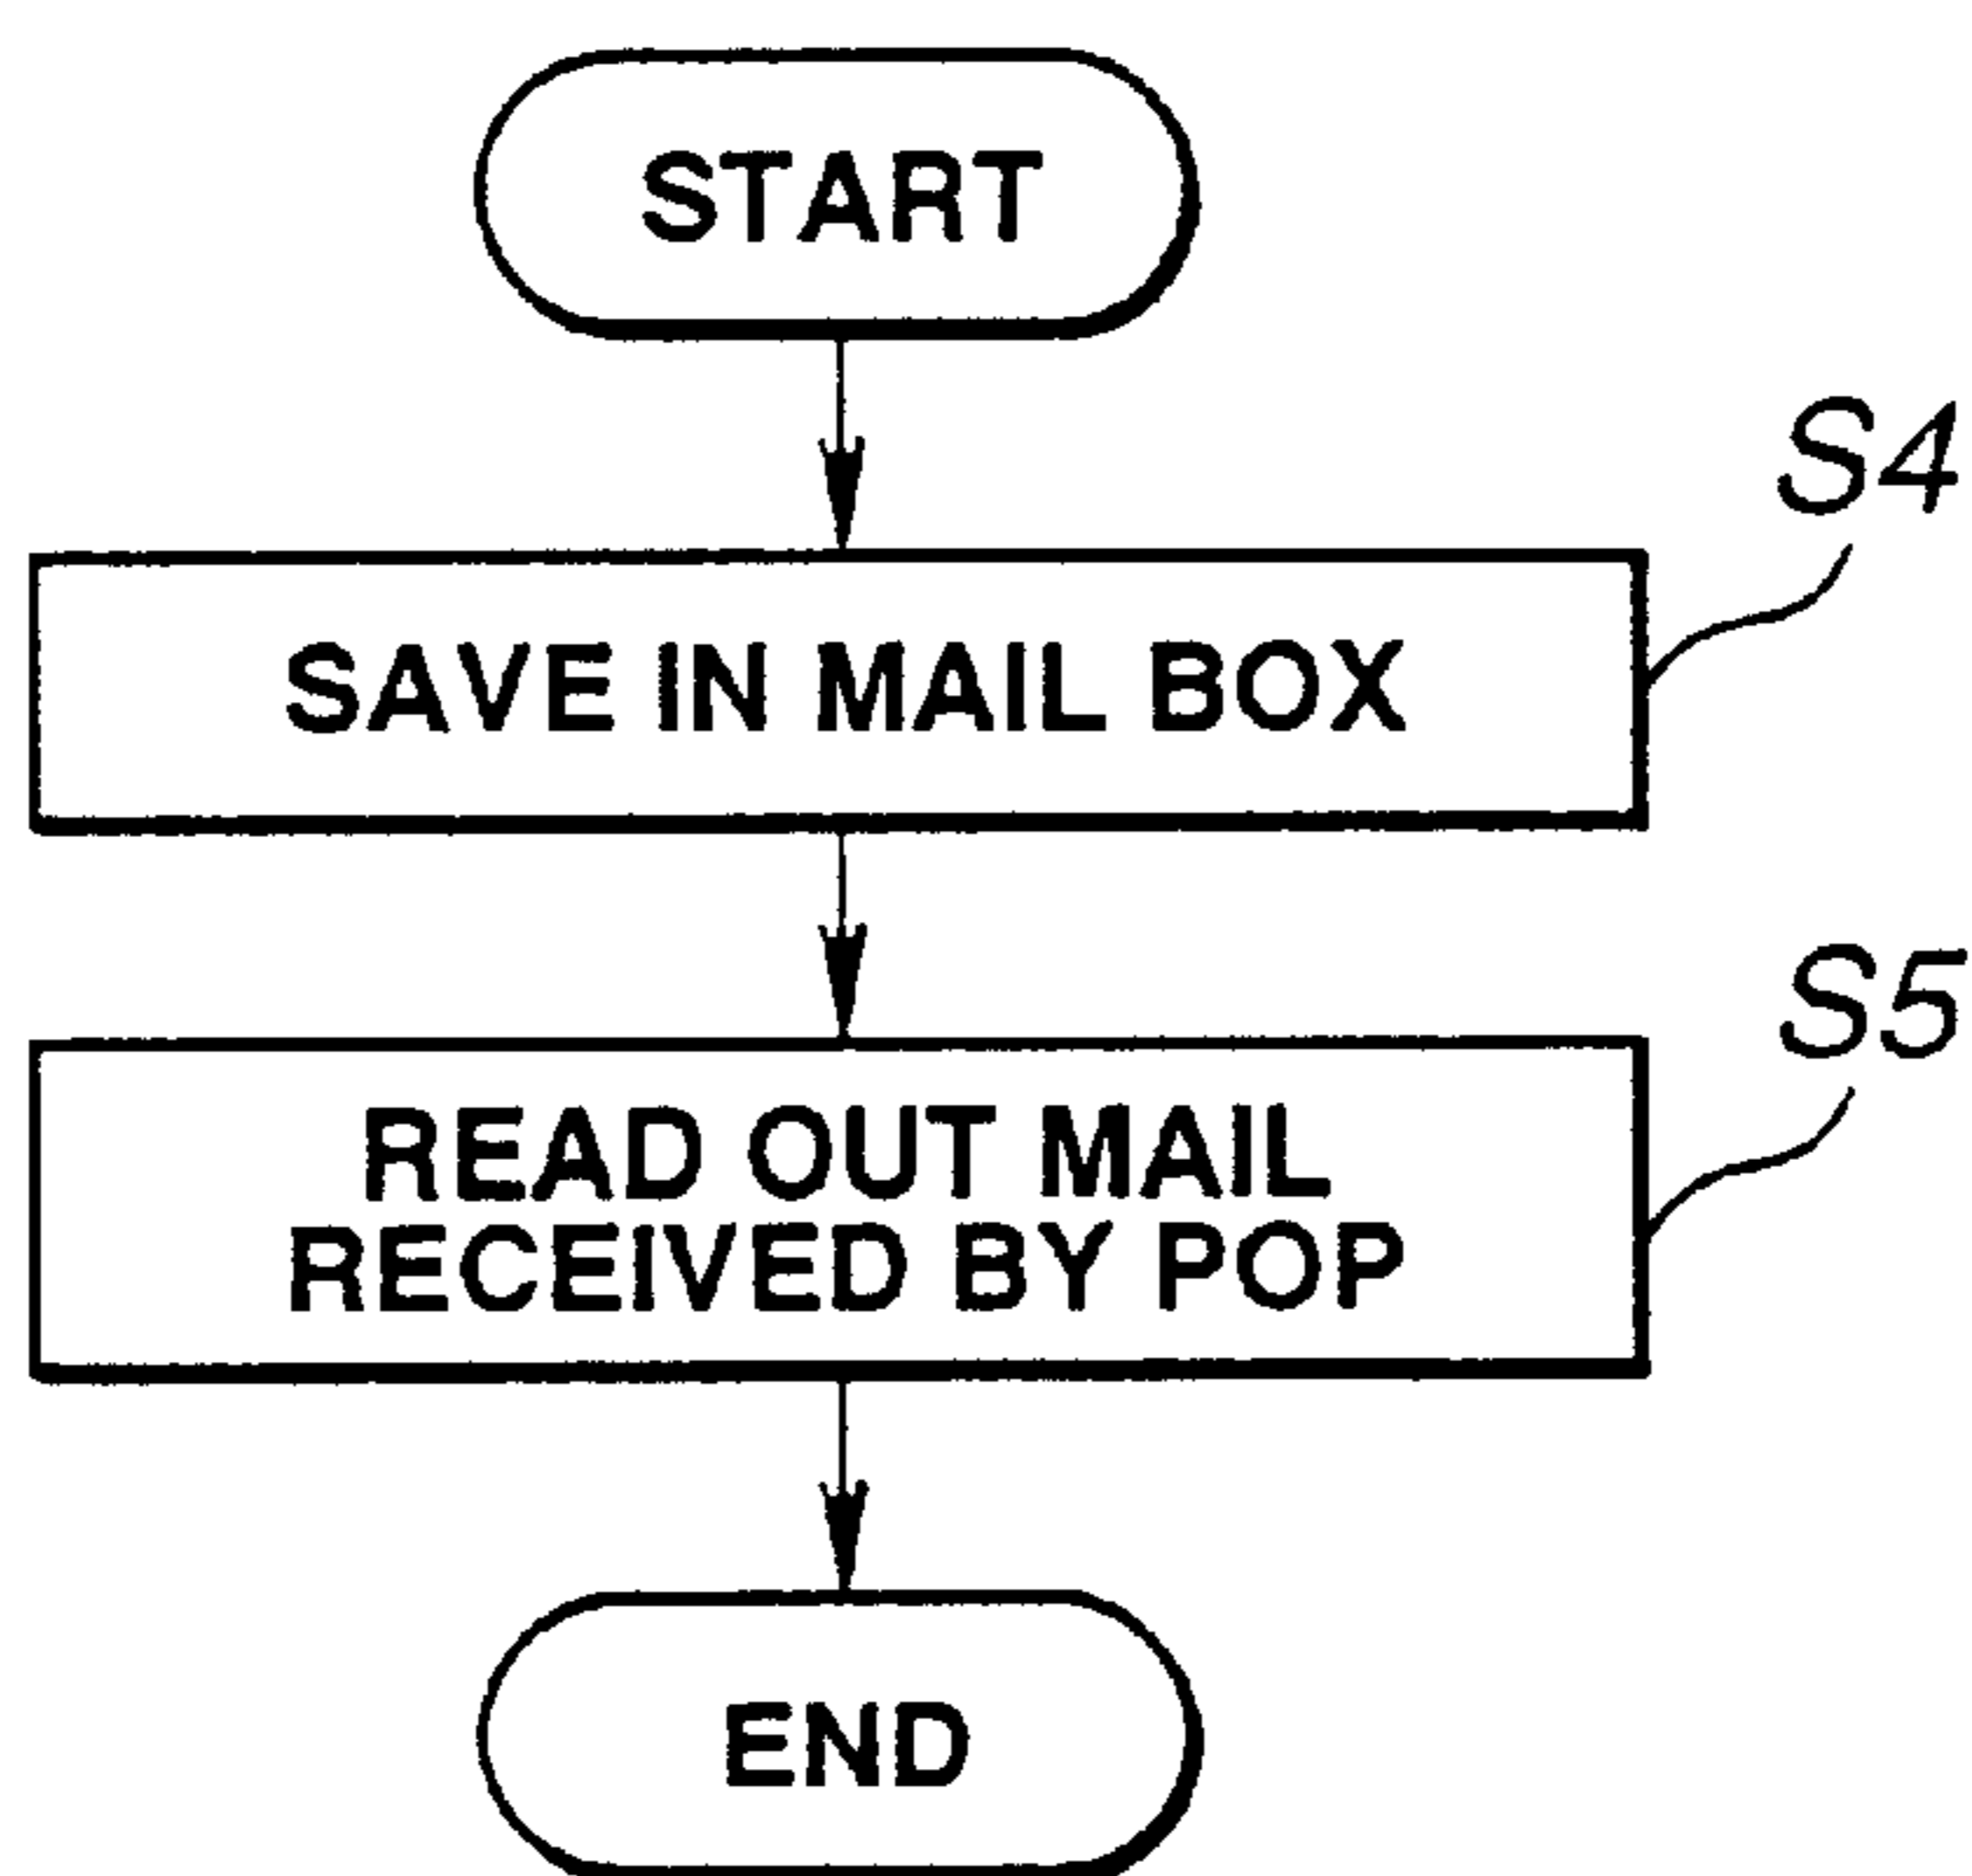 START
S4
SAVE IN MAIL BOX
S5
READ OUT MAIL
RECEIVED BY POP
END